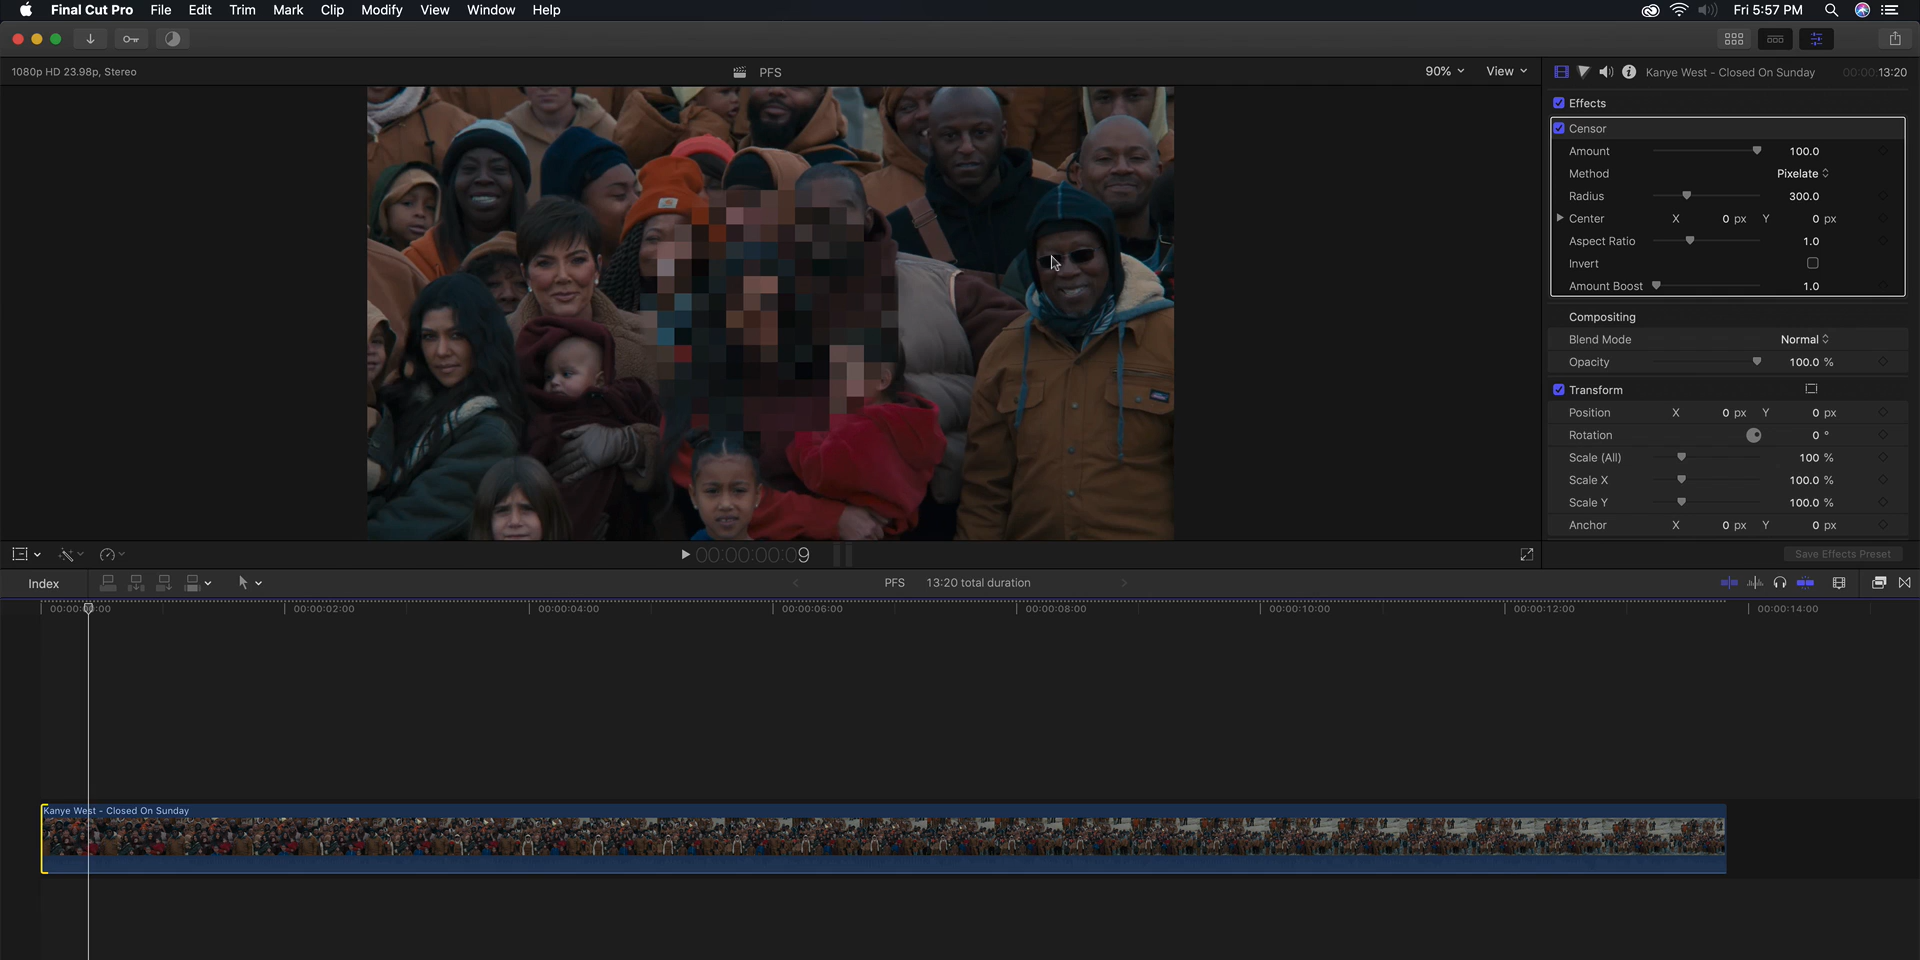 Final Cut Pro File Edit Trim Mark Clip Modify View Window Help Fri 5:57 PM
1080p HD 23.98p, Stereo PFS 90% View Kanye West - Closed On Sunday 00:00:13:20
Effects
Censor
Amount 100.0
Method Pixelate
Radius 300.0
Center X 0 px Y 0 px
Aspect Ratio 1.0
Invert
Amount Boost 1.0
Compositing
Blend Mode Normal
Opacity 100.0 %
Transform
Position X 0 px Y 0 px
Rotation 0 °
Scale (All) 100 %
Scale X 100.0 %
Scale Y 100.0 %
Anchor X 0 px Y 0 px
00:00:00:09 Save Effects Preset
Index PFS 13:20 total duration
00:00:02:00 00:00:04:00 00:00:06:00 00:00:08:00 00:00:10:00 00:00:12:00 00:00:14:00
Kanye West - Closed On Sunday